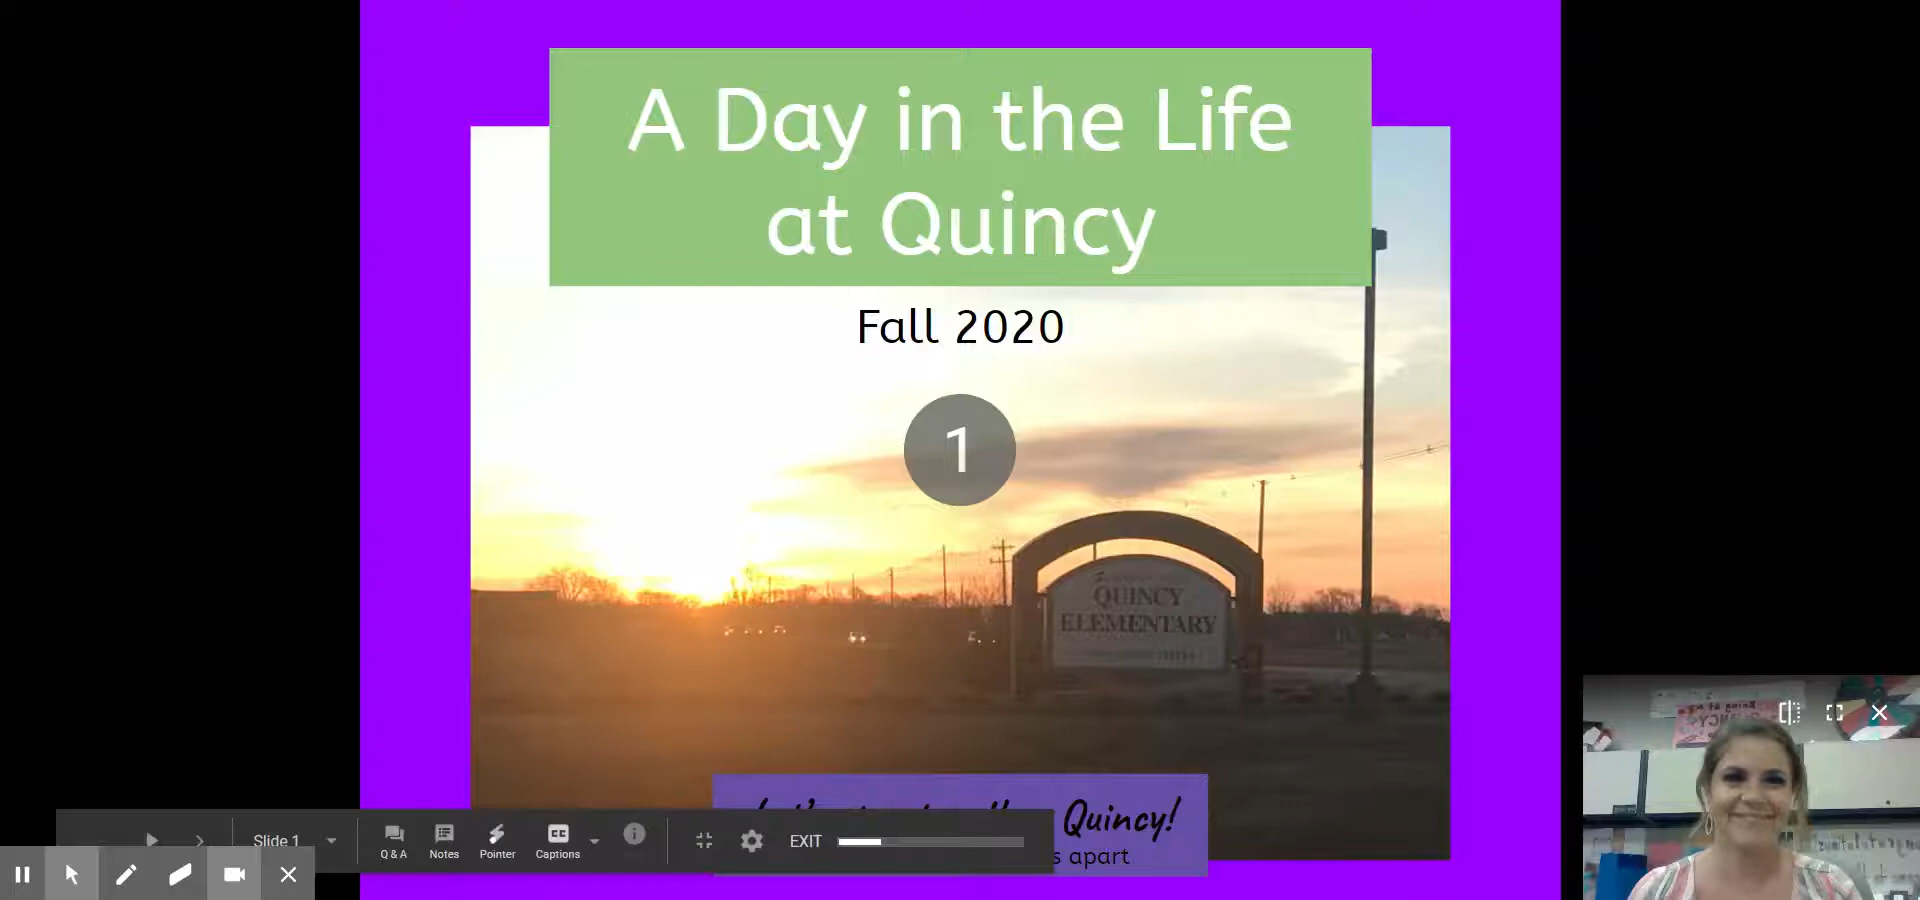 A Day in the Life
at Quincy
Fall 2020
1
QUINCY
ELEMENTARY
Quincy!
apart
Slide 1
Q & A
Notes
Pointer
CC
Captions
EXIT